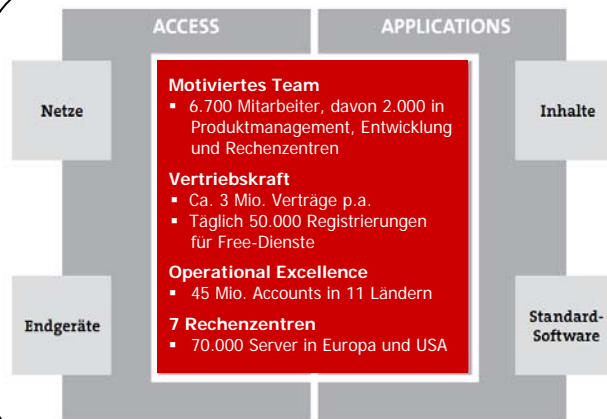 ACCESS
APPLICATIONS
Netze
Endgeräte
Motiviertes Team
▪ 6.700 Mitarbeiter, davon 2.000 in
Produktmanagement, Entwicklung
und Rechenzentren
Vertriebskraft
▪ Ca. 3 Mio. Verträge p.a.
▪ Täglich 50.000 Registrierungen
für Free-Dienste
Operational Excellence
▪ 45 Mio. Accounts in 11 Ländern
7 Rechenzentren
▪ 70.000 Server in Europa und USA
Inhalte
Standard-
Software